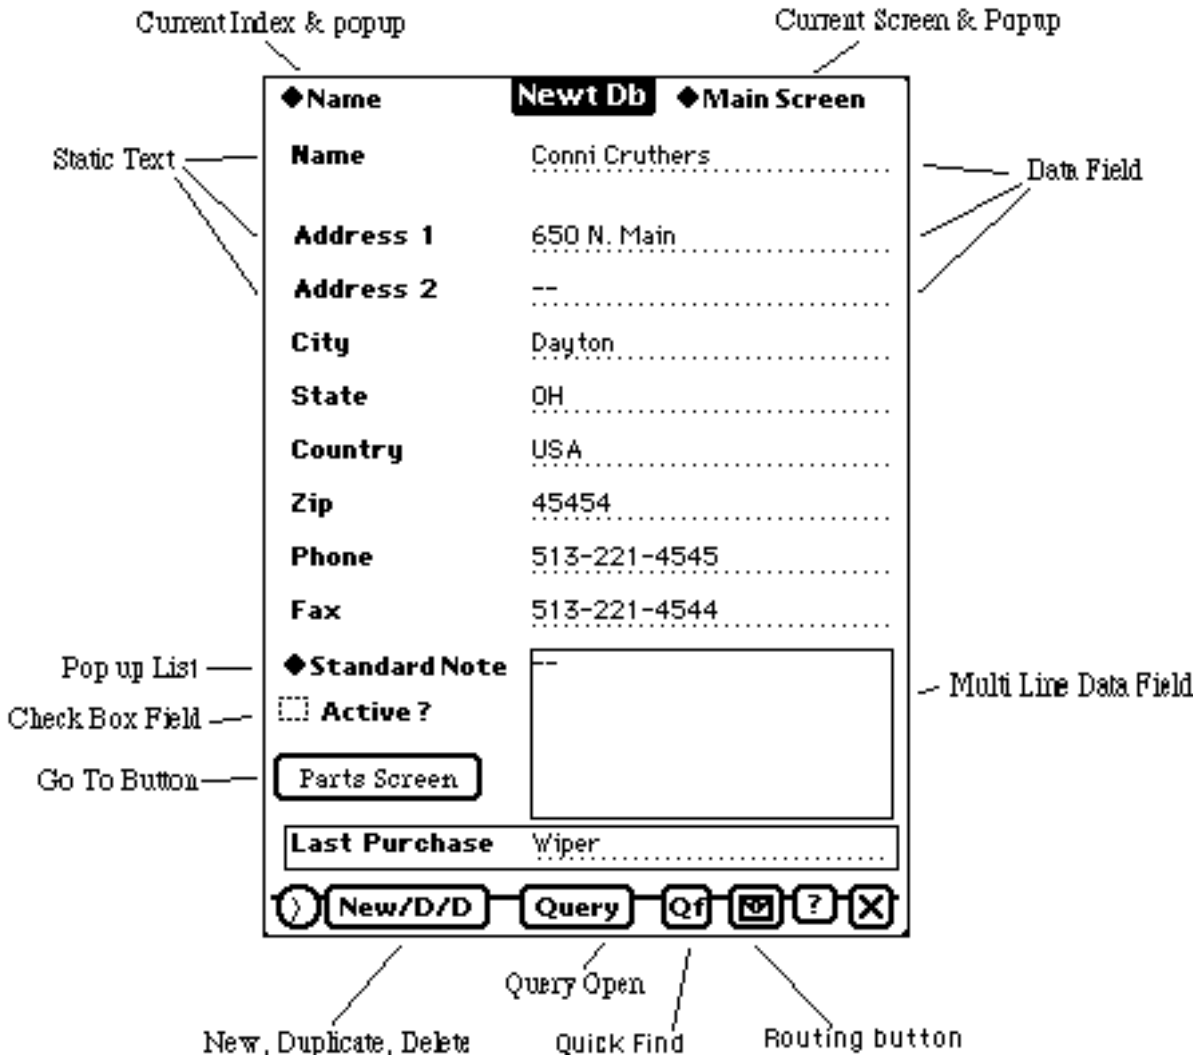 Current Index & popup
Current Screen & Popup
◆Name Newt Db ◆Main Screen
Static Text
Name Conni Cruthers
Data Field
Address 1 650 N. Main
Address 2 --
City Dayton
State OH
Country USA
Zip 45454
Phone 513-221-4545
Fax 513-221-4544
Pop up List
◆Standard Note --
Multi Line Data Field
Check Box Field
Active?
Go To Button
Parts Screen
Last Purchase Wiper
New/D/D Query Qf ? X
Query Open
New, Duplicate, Delete
Quick Find
Routing button